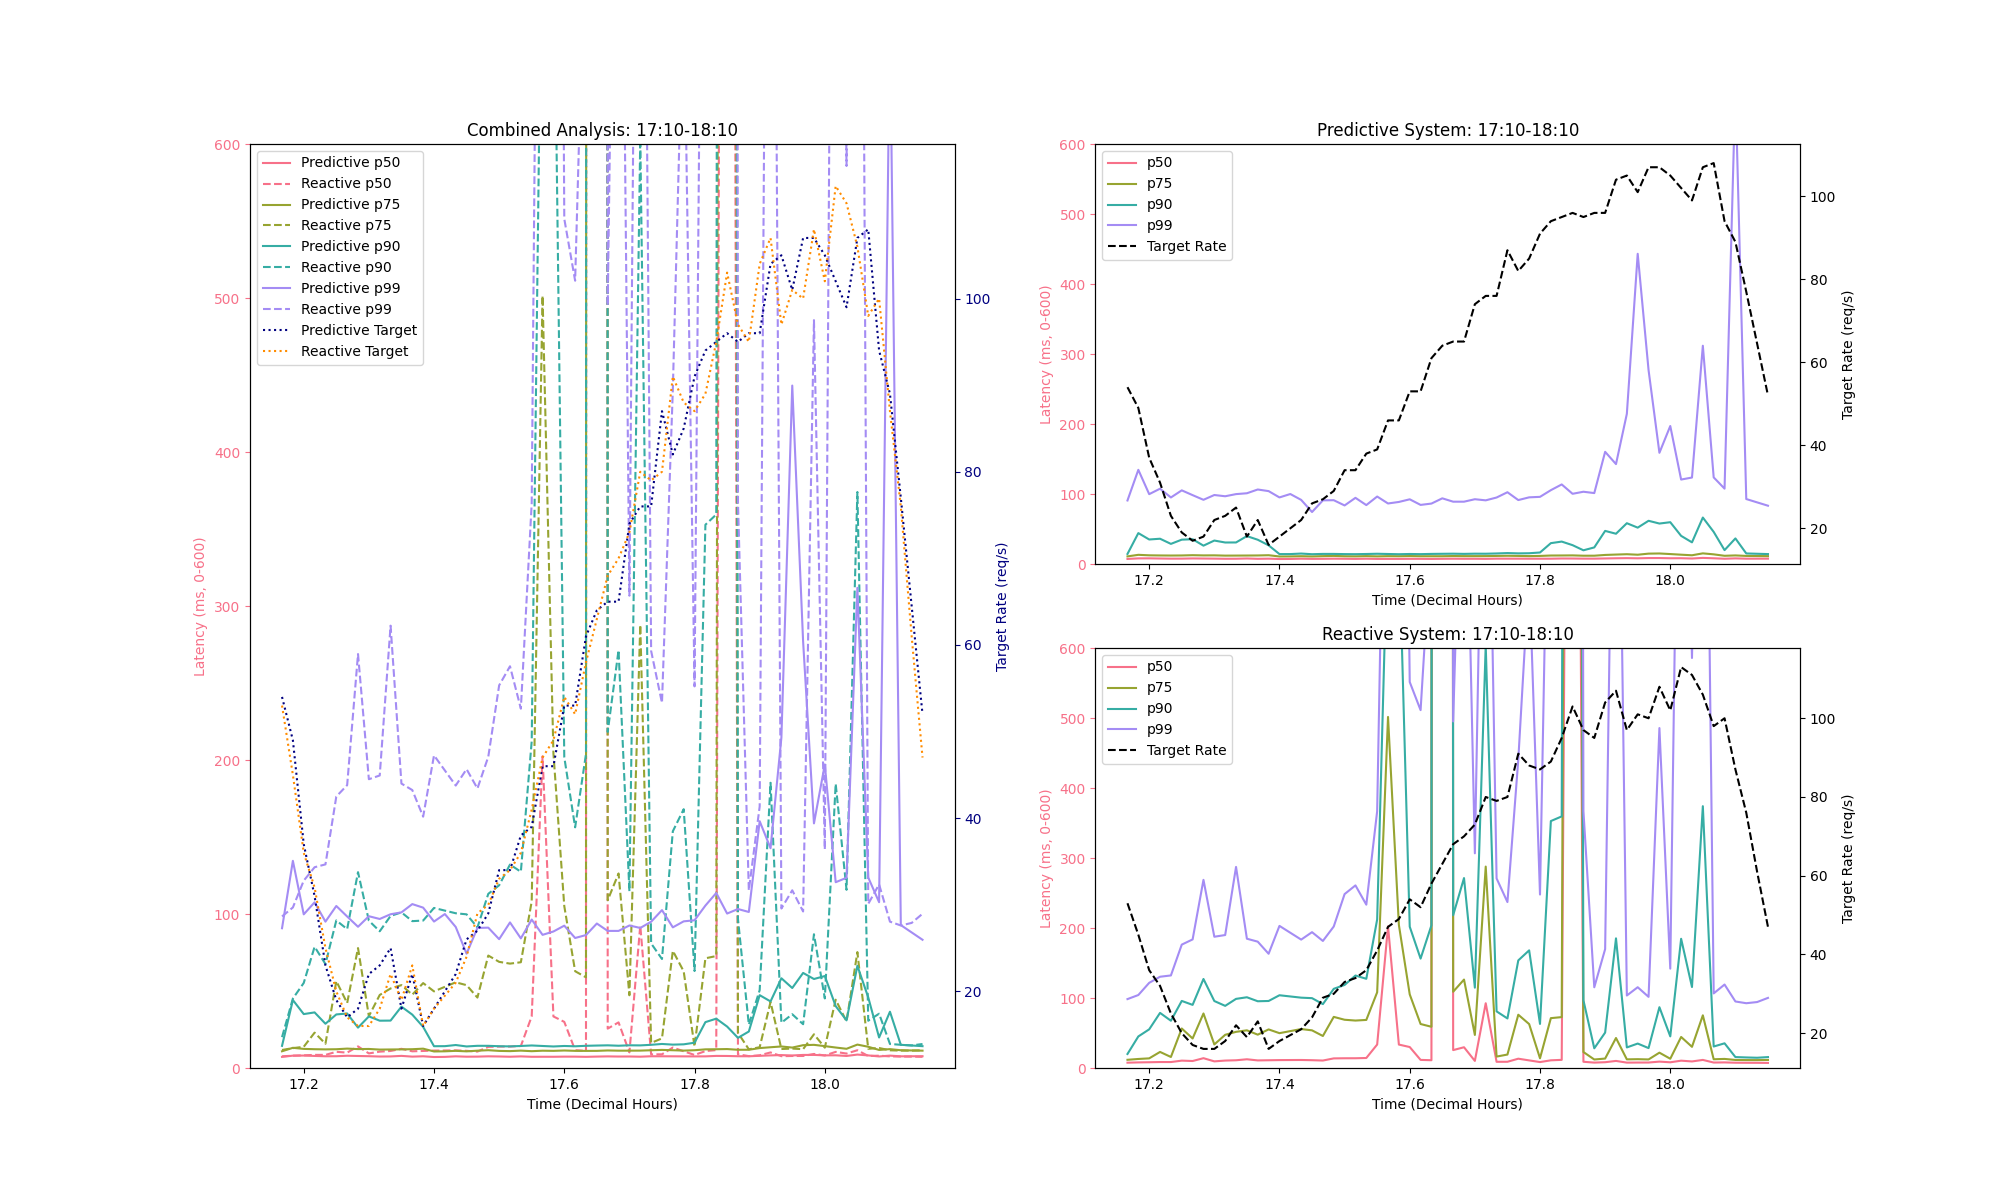 Combined Analysis: 17:10-18:10
600
500
400
300
200
100
0
Latency (ms, 0-600)
Predictive p50
Reactive p50
Predictive p75
Reactive p75
Predictive p90
Reactive p90
Predictive p99
Reactive p99
Predictive Target
Reactive Target
100
80
60
40
20
Target Rate (req/s)
17.2 17.4 17.6 17.8 18.0
Time (Decimal Hours)
Predictive System: 17:10-18:10
600
500
400
300
200
100
0
Latency (ms, 0-600)
p50
p75
p90
p99
Target Rate
100
80
60
40
20
Target Rate (req/s)
17.2 17.4 17.6 17.8 18.0
Time (Decimal Hours)
Reactive System: 17:10-18:10
600
500
400
300
200
100
0
Latency (ms, 0-600)
p50
p75
p90
p99
Target Rate
100
80
60
40
20
Target Rate (req/s)
17.2 17.4 17.6 17.8 18.0
Time (Decimal Hours)